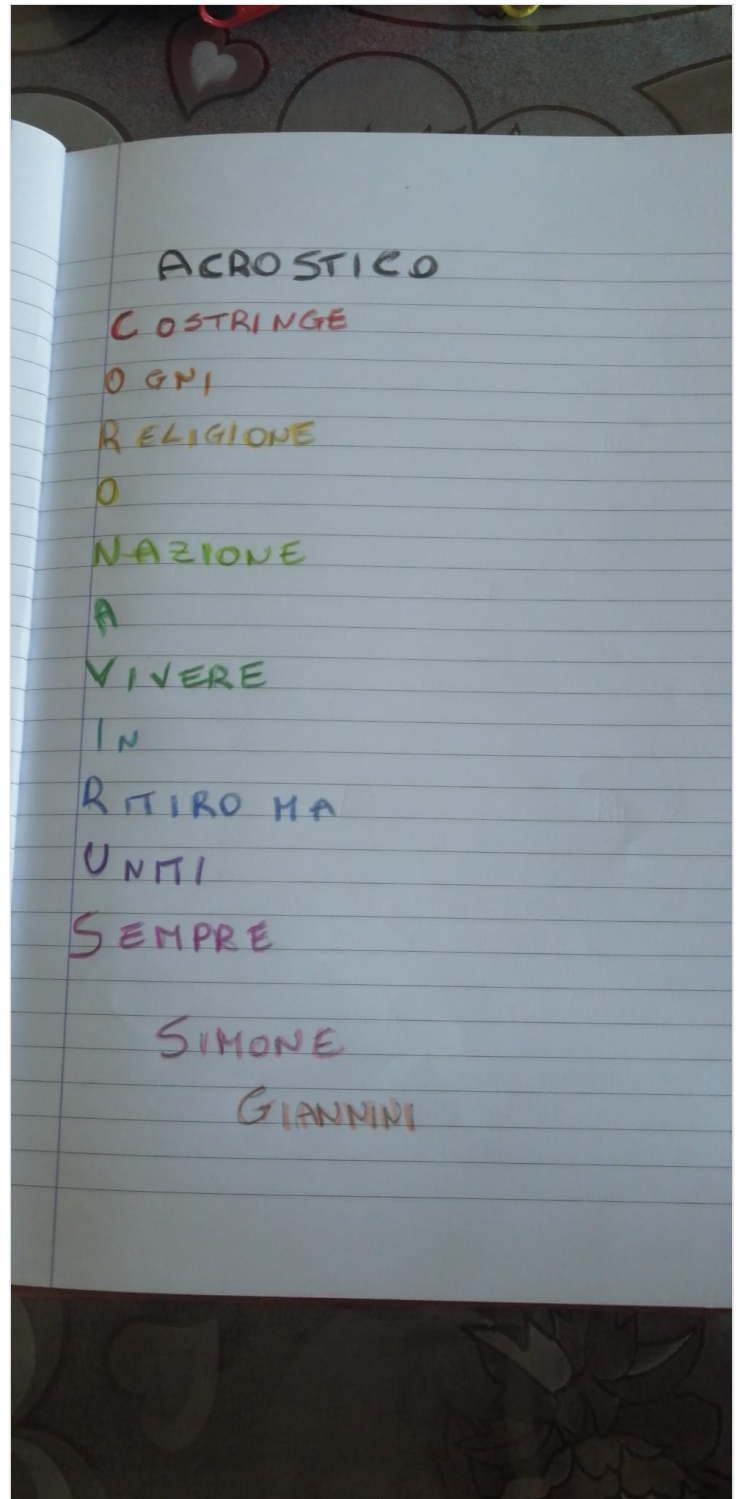 ACROSTICO
COSTRINGE
OGNI
RELIGIONE
O
NAZIONE
A
VIVERE
IN
RITIRO MA
UNITI
SEMPRE
SIMONE
GIANNINI